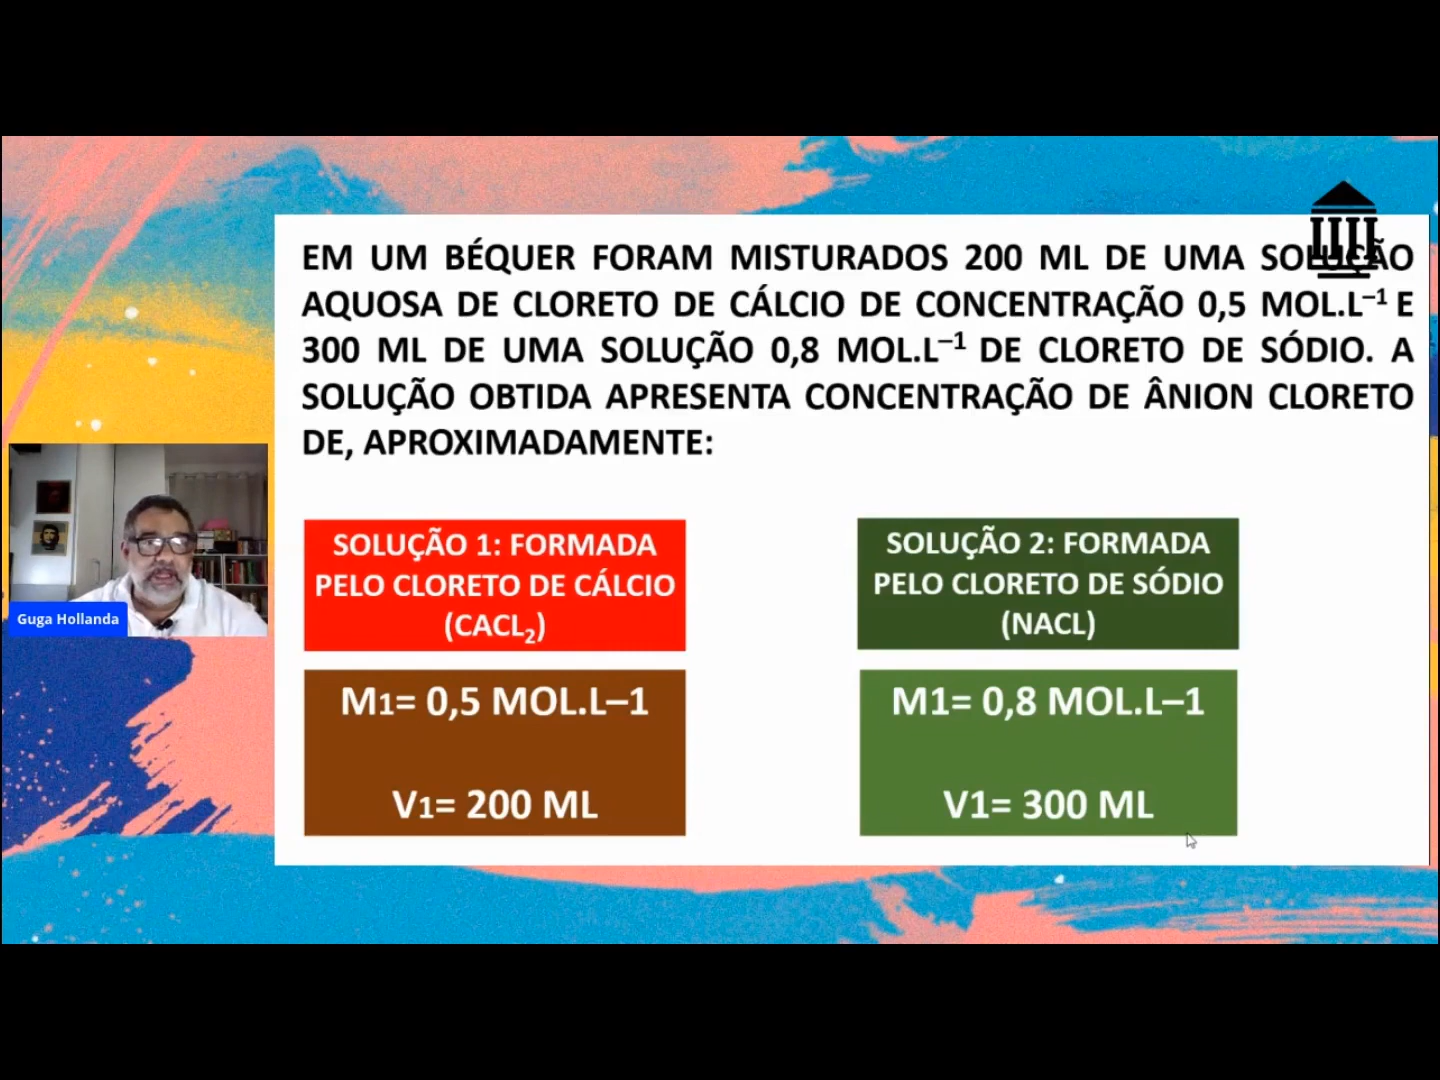 EM UM BÉQUER FORAM MISTURADOS 200 ML DE UMA SOLUÇÃO
AQUOSA DE CLORETO DE CÁLCIO DE CONCENTRAÇÃO 0,5 MOL.L⁻¹ E
300 ML DE UMA SOLUÇÃO 0,8 MOL.L⁻¹ DE CLORETO DE SÓDIO. A
SOLUÇÃO OBTIDA APRESENTA CONCENTRAÇÃO DE ÂNION CLORETO
DE, APROXIMADAMENTE:
SOLUÇÃO 1: FORMADA
PELO CLORETO DE CÁLCIO
(CACL₂)
M1= 0,5 MOL.L–1
V1= 200 ML
SOLUÇÃO 2: FORMADA
PELO CLORETO DE SÓDIO
(NACL)
M1= 0,8 MOL.L–1
V1= 300 ML
Guga Hollanda